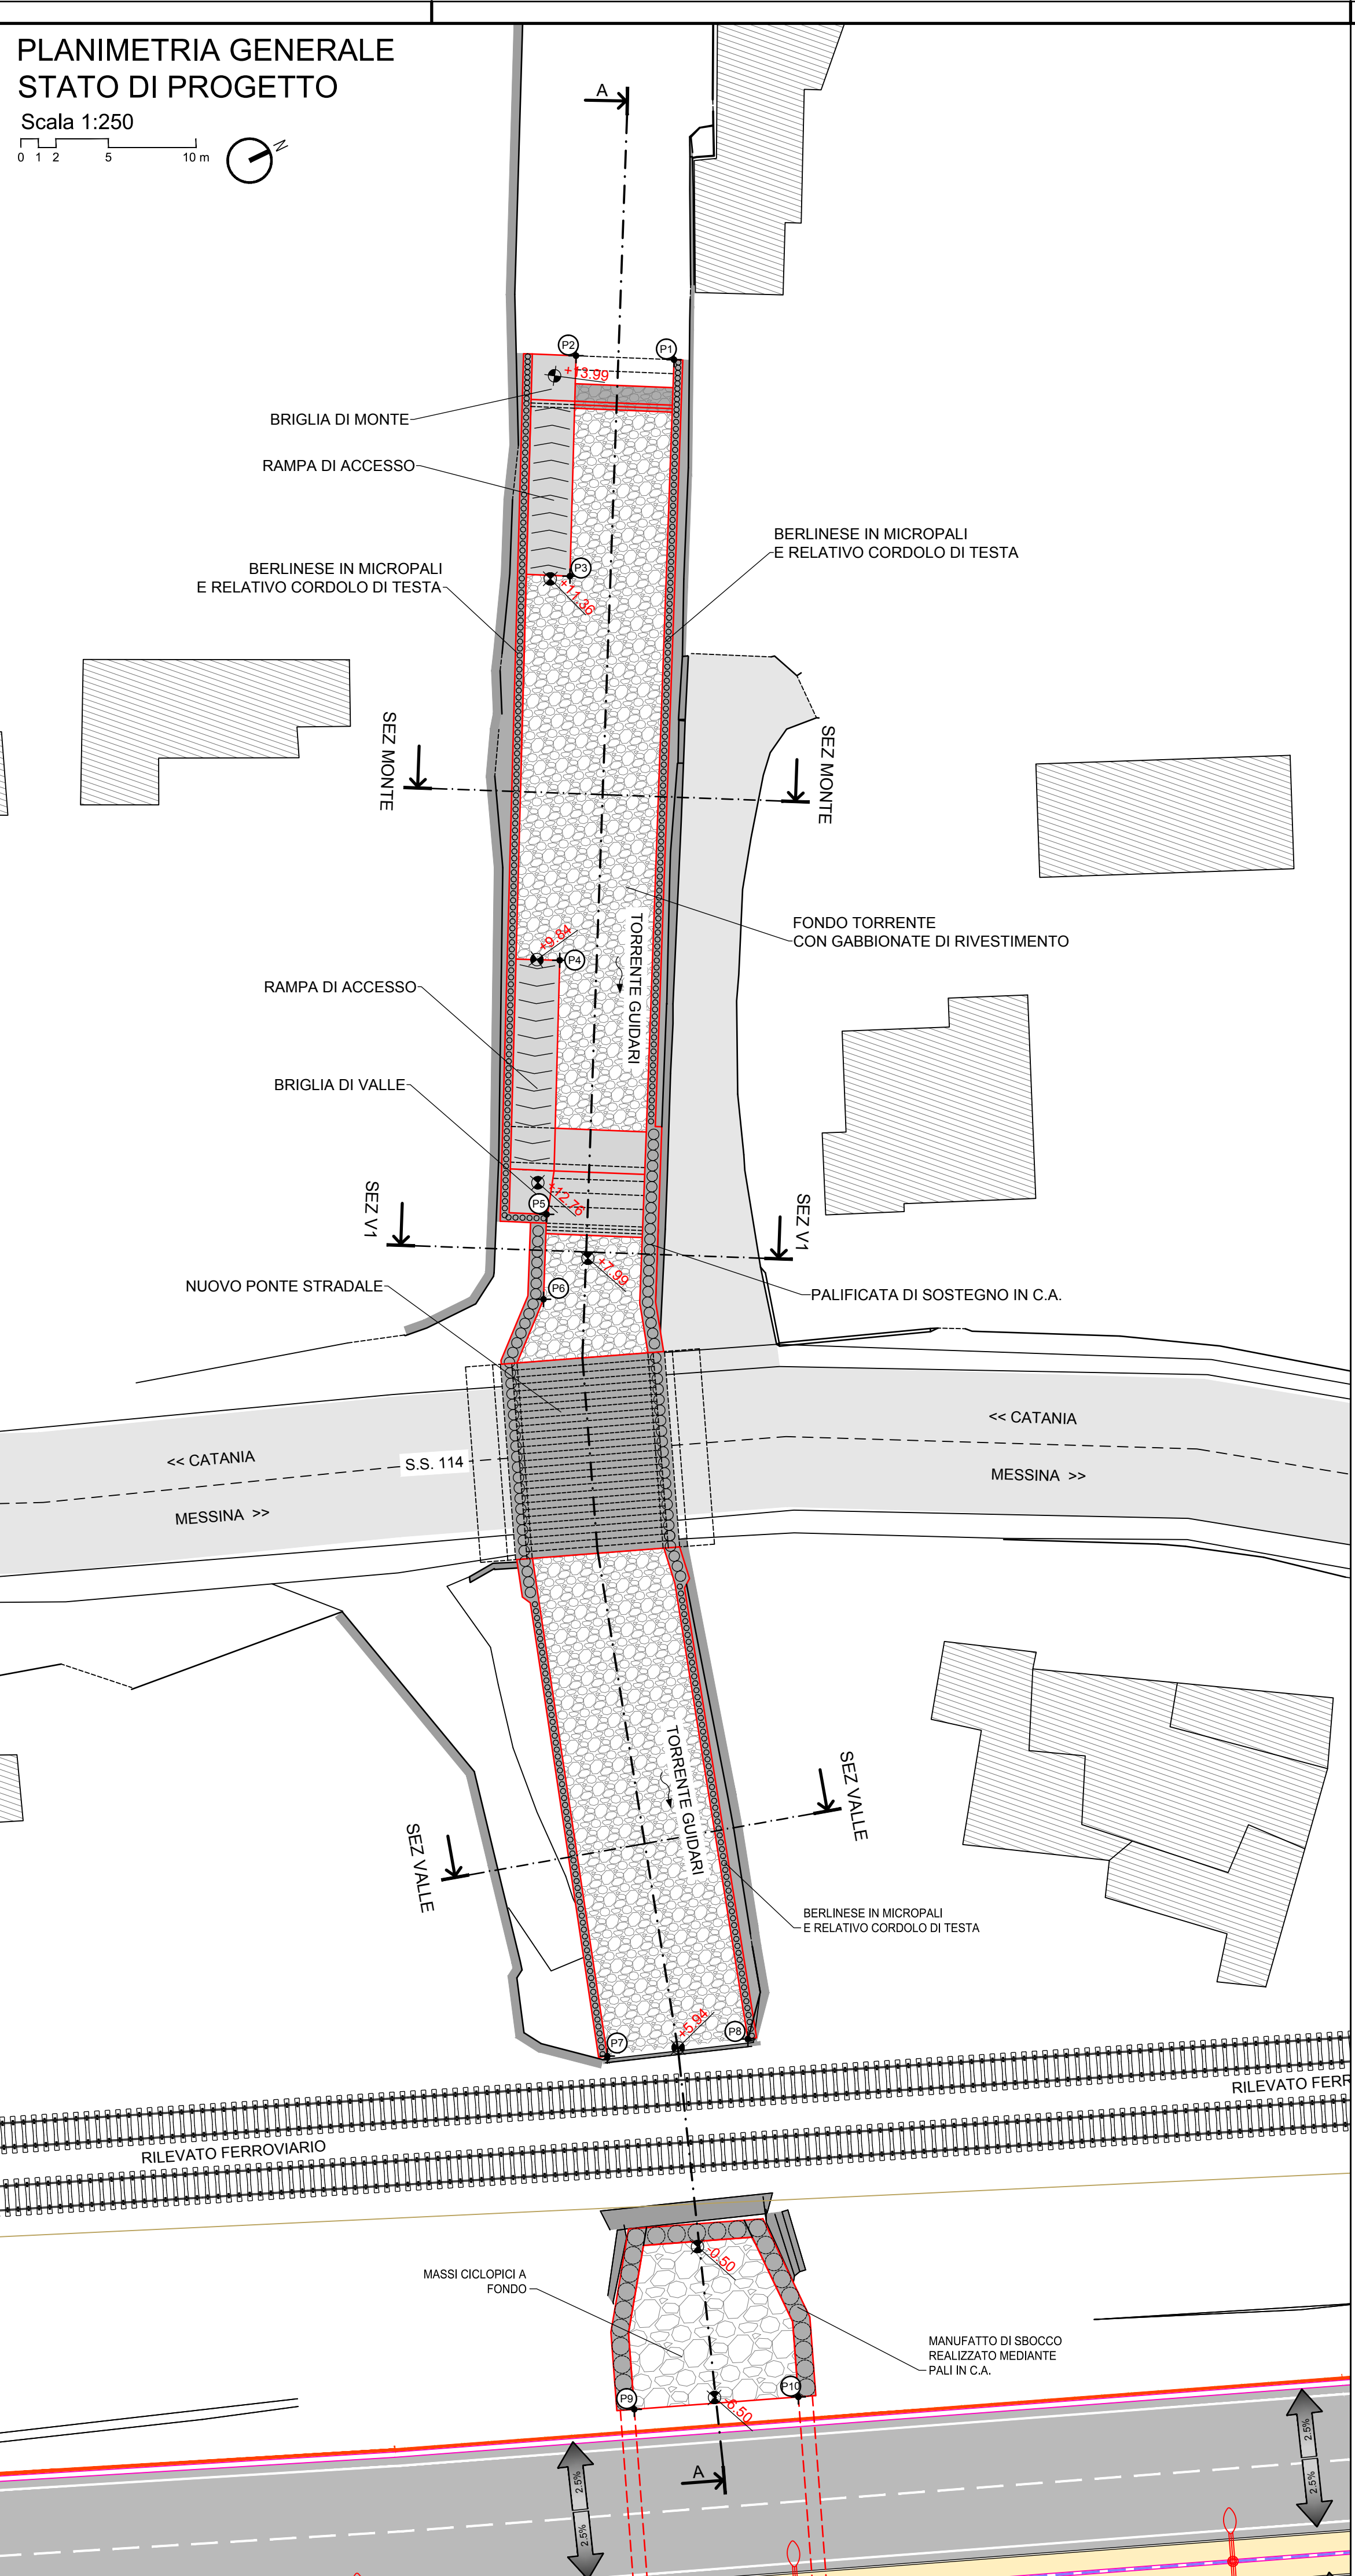 PLANIMETRIA GENERALE
STATO DI PROGETTO
Scala 1:250
0 1 2 5 10 m
N
A
P2
P1
+13.99
BRIGLIA DI MONTE
RAMPA DI ACCESSO
BERLINESE IN MICROPALI
E RELATIVO CORDOLO DI TESTA
BERLINESE IN MICROPALI
E RELATIVO CORDOLO DI TESTA
P3
+11.36
SEZ MONTE
SEZ MONTE
FONDO TORRENTE
CON GABBIONATE DI RIVESTIMENTO
TORRENTE GUIDARI
+9.84
P4
RAMPA DI ACCESSO
BRIGLIA DI VALLE
+12.76
P5
SEZ V1
SEZ V1
+7.99
NUOVO PONTE STRADALE
P6
PALIFICATA DI SOSTEGNO IN C.A.
<< CATANIA
<< CATANIA
S.S. 114
MESSINA >>
MESSINA >>
TORRENTE GUIDARI
SEZ VALLE
SEZ VALLE
BERLINESE IN MICROPALI
E RELATIVO CORDOLO DI TESTA
+5.94
P7
P8
RILEVATO FERR
RILEVATO FERROVIARIO
-0.50
MASSI CICLOPICI A
FONDO
MANUFATTO DI SBOCCO
REALIZZATO MEDIANTE
PALI IN C.A.
P9
P10
A
2.5%
2.5%
2.5%
2.5%